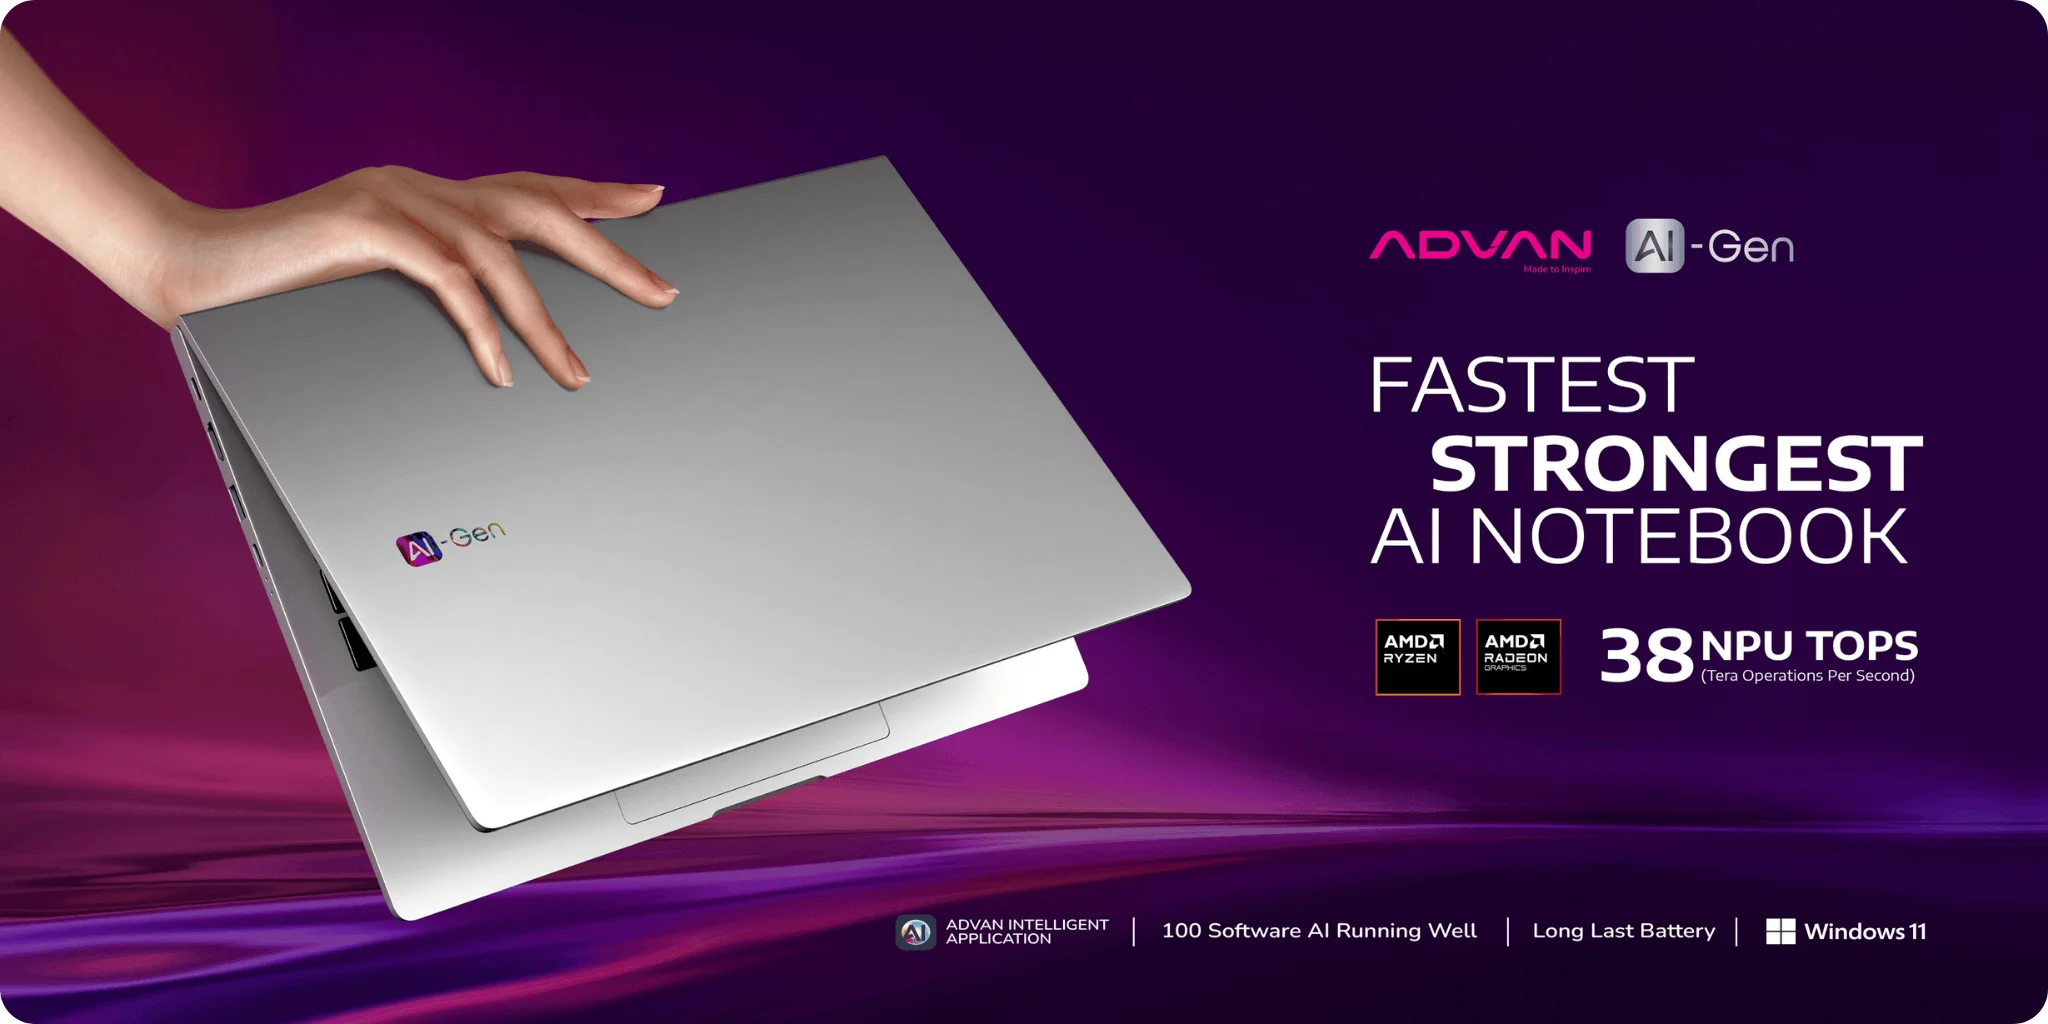 ADVAN
Made to Inspire
AI-Gen
FASTEST
STRONGEST
AI NOTEBOOK
AMD
RYZEN
AMD
RADEON
GRAPHICS
38 NPU TOPS
(Tera Operations Per Second)
AI-Gen
AI
ADVAN INTELLIGENT
APPLICATION
100 Software AI Running Well
Long Last Battery
Windows 11